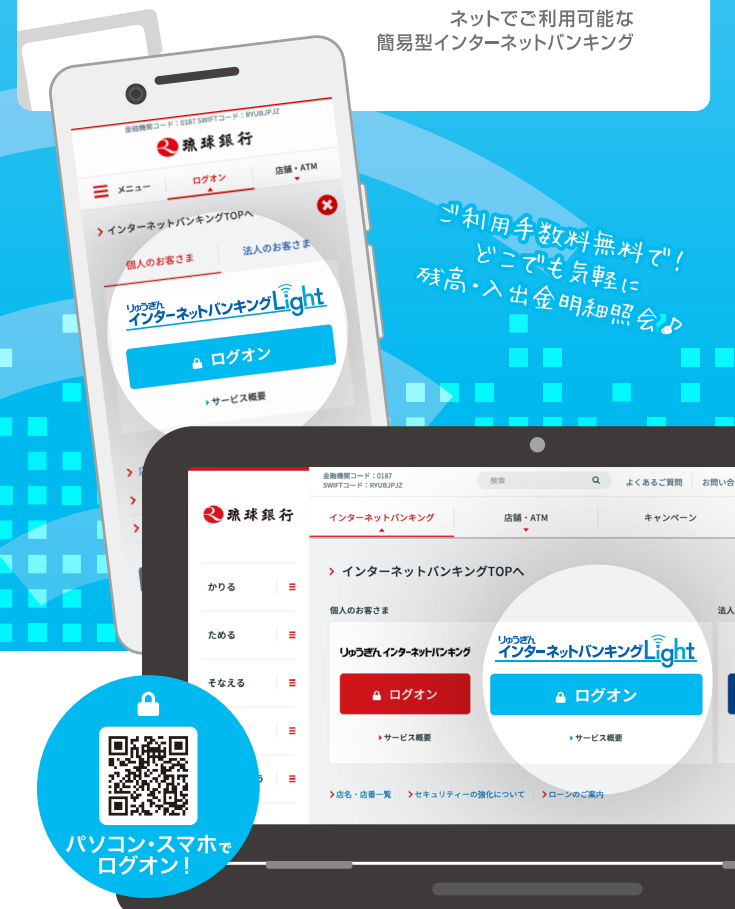 ネットでご利用可能な
簡易型インターネットバンキング
金融機関コード：0187 SWIFTコード：RYUBJPJZ
琉球銀行
メニュー
ログオン
店舗・ATM
インターネットバンキングTOPへ
個人のお客さま
法人のお客さま
りゅうぎん
インターネットバンキングLight
ログオン
サービス概要
ご利用手数料無料で！
どこでも気軽に
残高・入出金明細照会♪
金融機関コード：0187
SWIFTコード：RYUBJPJZ
検索
よくあるご質問
お問い合
琉球銀行
インターネットバンキング
店舗・ATM
キャンペーン
インターネットバンキングTOPへ
かりる
ためる
そなえる
個人のお客さま
法人
りゅうぎん インターネットバンキング
ログオン
サービス概要
りゅうぎん
インターネットバンキングLight
ログオン
サービス概要
店名・店番一覧
セキュリティーの強化について
ローンのご案内
パソコン・スマホで
ログオン！